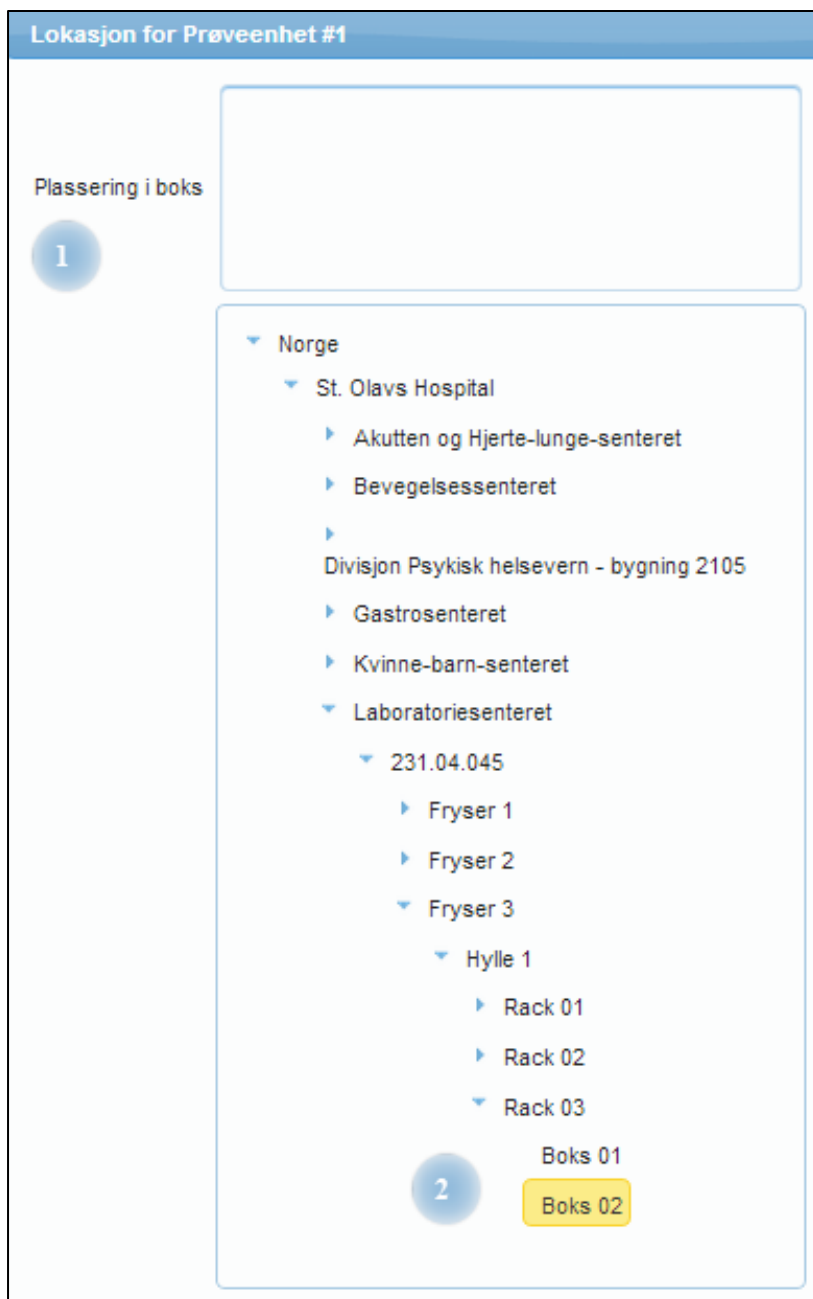 Lokasjon for Prøveenhet #1
Plassering i boks
1
Norge
St. Olavs Hospital
Akutten og Hjerte-lunge-senteret
Bevegelsessenteret
Divisjon Psykisk helsevern - bygning 2105
Gastrosenteret
Kvinne-barn-senteret
Laboratoriesenteret
231.04.045
Fryser 1
Fryser 2
Fryser 3
Hylle 1
Rack 01
Rack 02
Rack 03
Boks 01
2
Boks 02